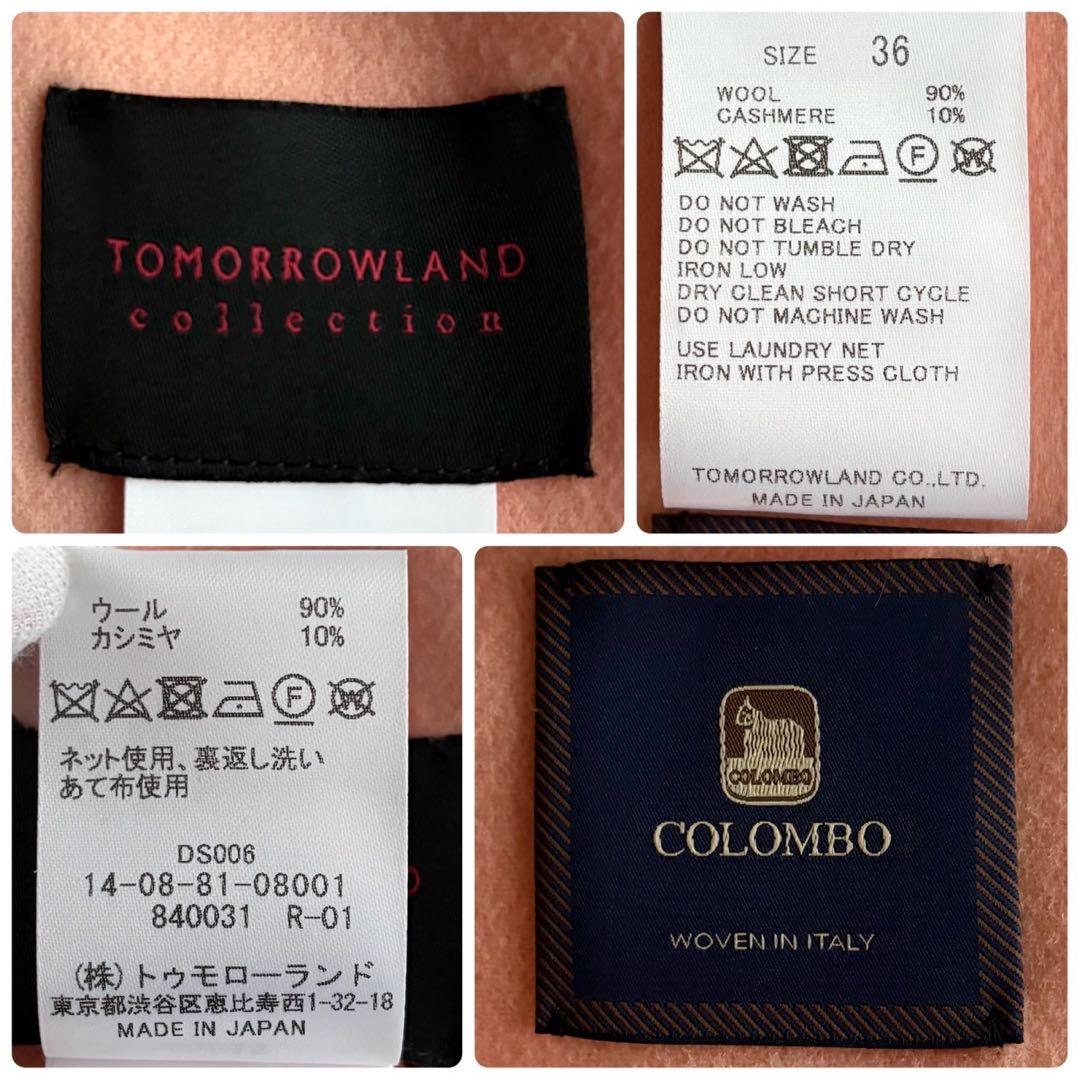 TOMORROWLAND
collection
SIZE 36
WOOL 90%
CASHMERE 10%
F W
DO NOT WASH
DO NOT BLEACH
DO NOT TUMBLE DRY
IRON LOW
DRY CLEAN SHORT CYCLE
DO NOT MACHINE WASH
USE LAUNDRY NET
IRON WITH PRESS CLOTH
TOMORROWLAND CO.,LTD.
MADE IN JAPAN
ウール 90%
カシミヤ 10%
F W
ネット使用、裏返し洗い
あて布使用
DS006
14-08-81-08001
840031 R-01
(株)トゥモローランド
東京都渋谷区恵比寿西1-32-18
MADE IN JAPAN
COLOMBO
COLOMBO
WOVEN IN ITALY